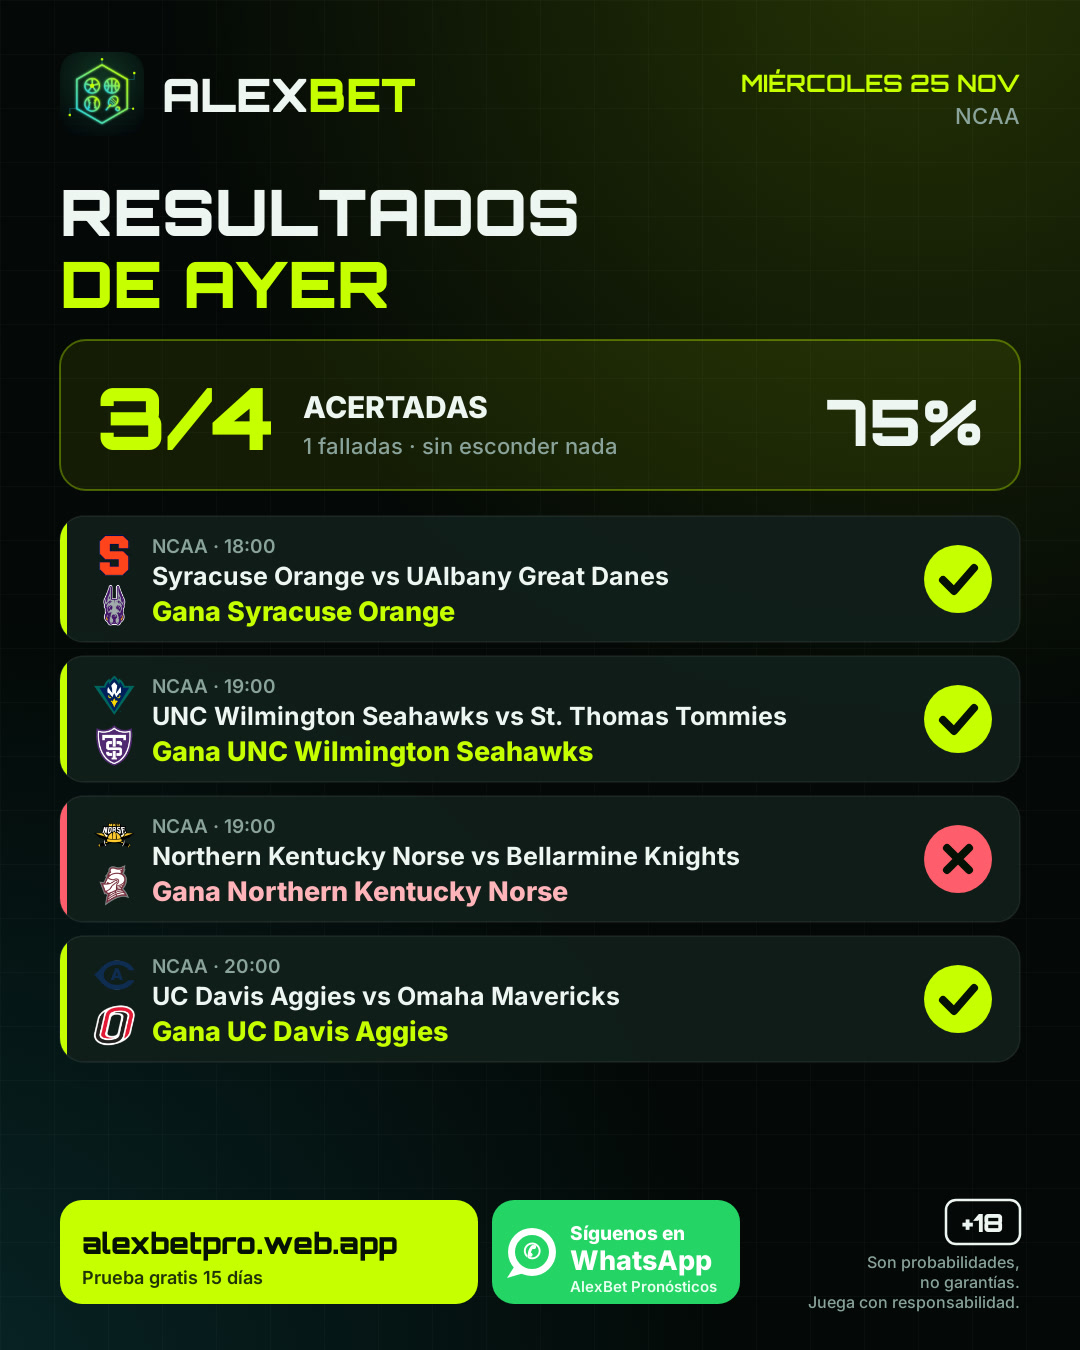 ALEXBET
MIÉRCOLES 25 NOV
NCAA
RESULTADOS
DE AYER
3/4
ACERTADAS
1 falladas · sin esconder nada
75%
S
NCAA · 18:00
Syracuse Orange vs UAlbany Great Danes
Gana Syracuse Orange
NCAA · 19:00
UNC Wilmington Seahawks vs St. Thomas Tommies
Gana UNC Wilmington Seahawks
NORSE
NCAA · 19:00
Northern Kentucky Norse vs Bellarmine Knights
Gana Northern Kentucky Norse
CA
NCAA · 20:00
UC Davis Aggies vs Omaha Mavericks
O
Gana UC Davis Aggies
alexbetpro.web.app
Prueba gratis 15 días
Síguenos en
WhatsApp
AlexBet Pronósticos
+18
Son probabilidades,
no garantías.
Juega con responsabilidad.